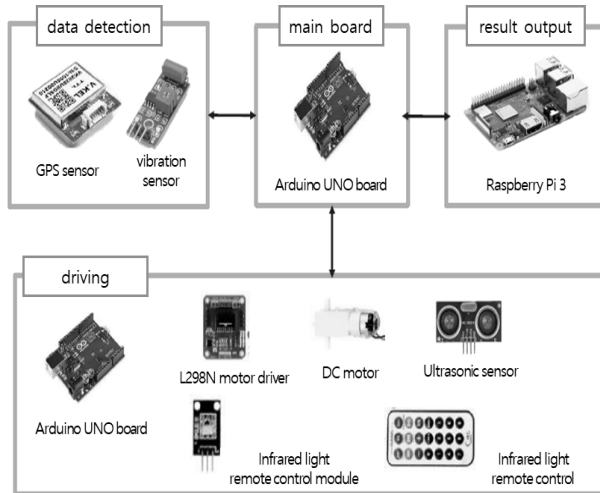 data detection
main board
result output
V.KEL
GPS sensor
vibration
sensor
Arduino UNO board
Raspberry Pi 3
driving
L298N motor driver
DC motor
Ultrasonic sensor
Arduino UNO board
Infrared light
remote control module
Infrared light
remote control